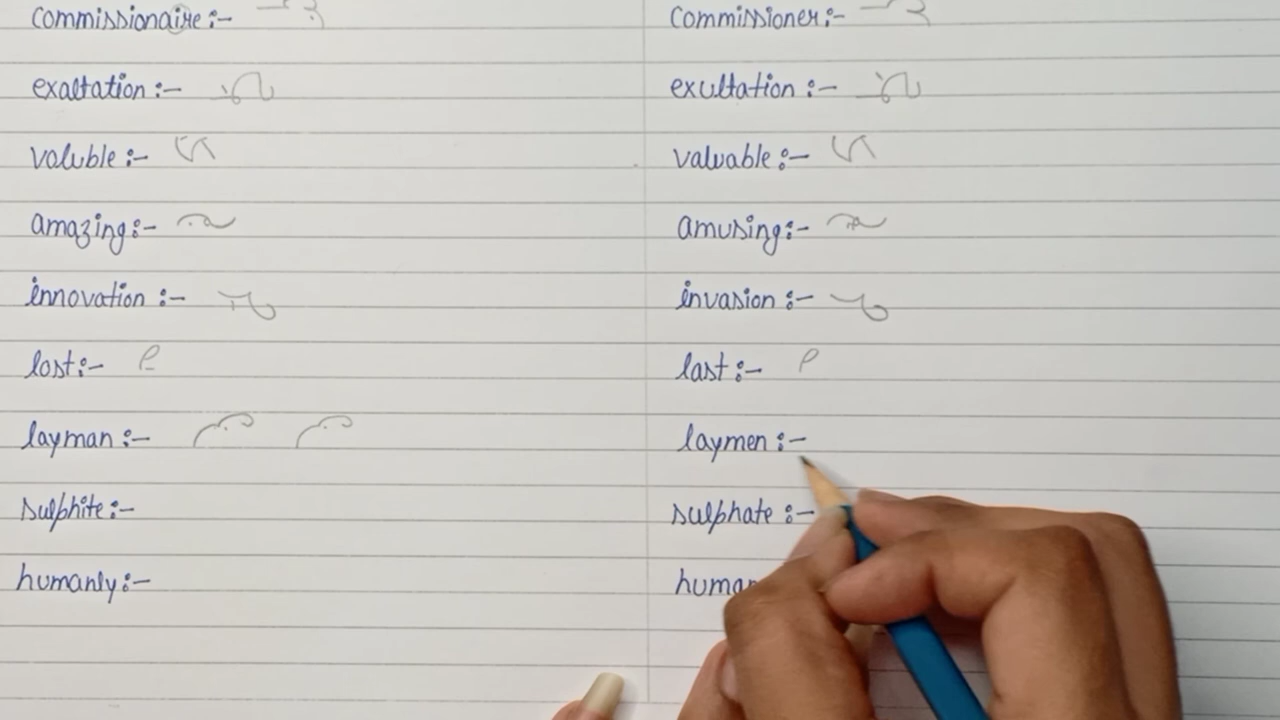 commissionaire :- commissioner :-
exaltation :- exultation :-
voluble :- valuable :-
amazing :- amusing :-
innovation :- invasion :-
lost :- last :-
layman :- laymen :-
sulphite :- sulphate :-
humanly :-